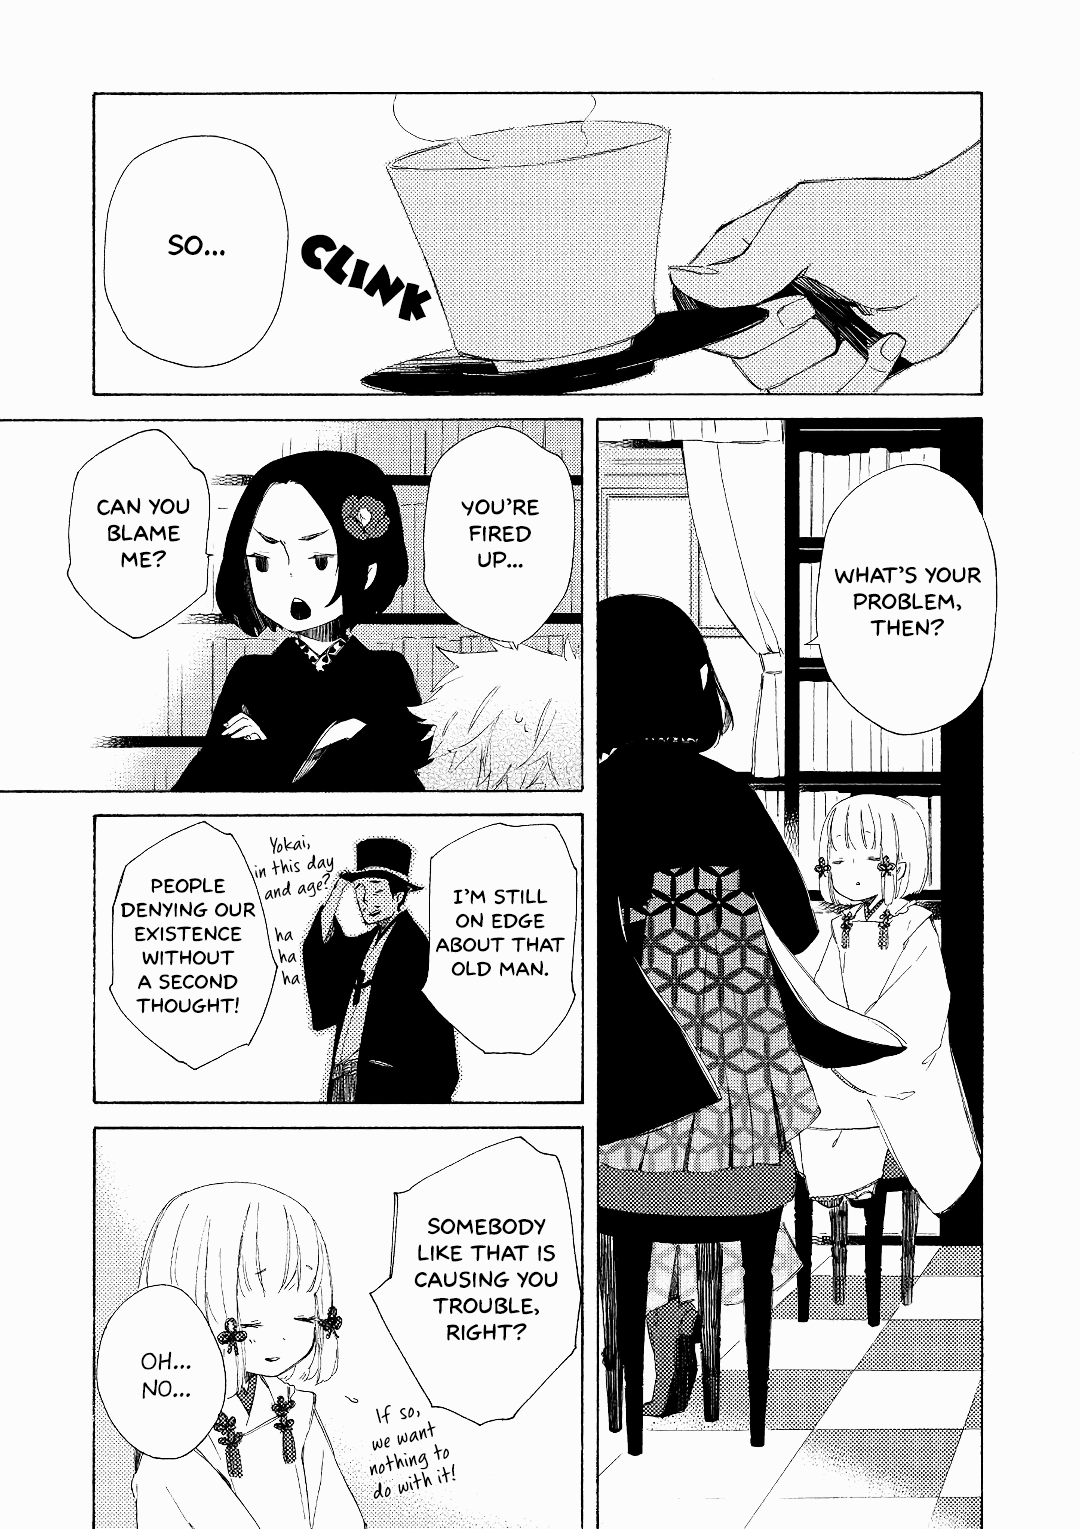 SO...
CLINK
WHAT'S YOUR
PROBLEM,
THEN?
YOU'RE
FIRED
UP...
CAN YOU
BLAME
ME?
I'M STILL
ON EDGE
ABOUT THAT
OLD MAN.
Yokai,
in this day
and age?
ha
ha
ha
PEOPLE
DENYING OUR
EXISTENCE
WITHOUT
A SECOND
THOUGHT!
SOMEBODY
LIKE THAT IS
CAUSING YOU
TROUBLE,
RIGHT?
If so,
we want
nothing to
do with it!
OH...
NO...